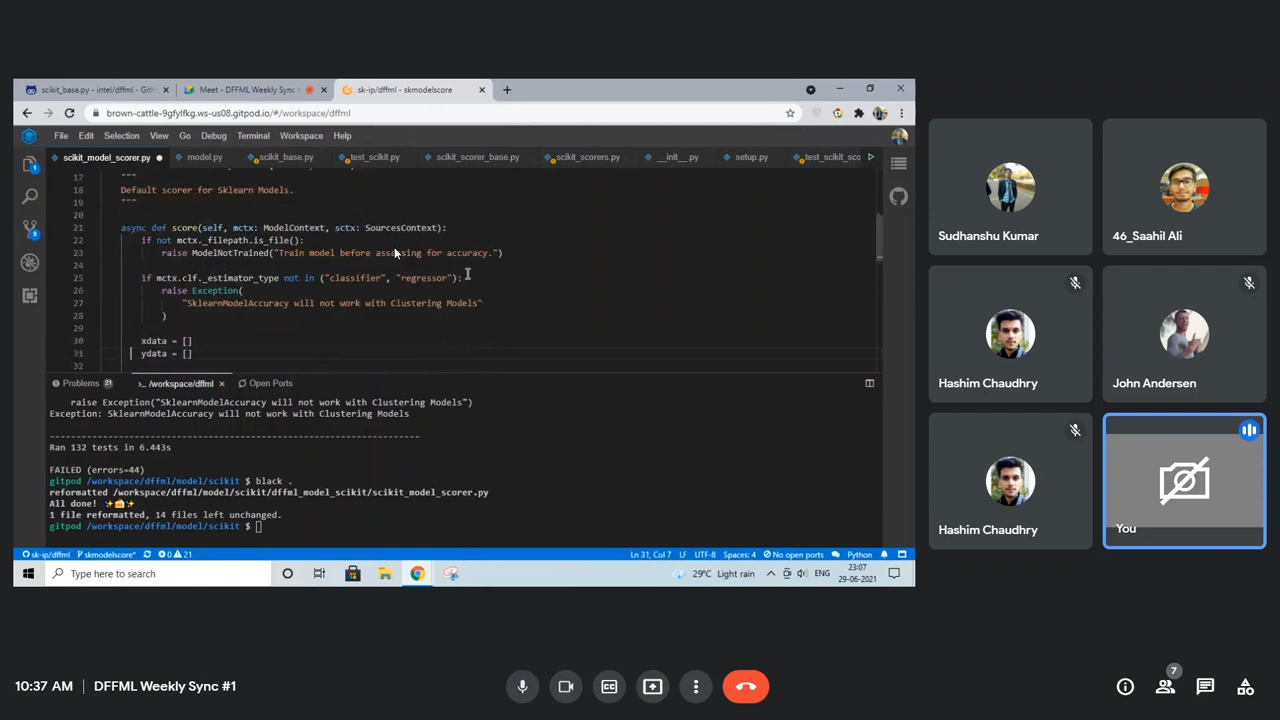 scikit_base.py - intel/dffml - GitH
Meet - DFFML Weekly Sync
sk-ip/dffml - skmodelscore
brown-cattle-9gfylfkg.ws-us08.gitpod.io/#/workspace/dffml
File Edit Selection View Go Debug Terminal Workspace Help
scikit_model_scorer.py
model.py
scikit_base.py
test_scikit.py
scikit_scorer_base.py
scikit_scorers.py
__init__.py
setup.py
test_scikit_sco
17 """
18 Default scorer for Sklearn Models.
19 """
20
21 async def score(self, mctx: ModelContext, sctx: SourcesContext):
22 if not mctx._filepath.is_file():
23 raise ModelNotTrained("Train model before assessing for accuracy.")
24
25 if mctx.clf._estimator_type not in ("classifier", "regressor"):
26 raise Exception(
27 "SklearnModelAccuracy will not work with Clustering Models"
28 )
29
30 xdata = []
31 ydata = []
32
Problems 21
>_ /workspace/dffml
Open Ports
raise Exception("SklearnModelAccuracy will not work with Clustering Models")
Exception: SklearnModelAccuracy will not work with Clustering Models
----------------------------------------------------------------------
Ran 132 tests in 6.443s
FAILED (errors=44)
gitpod /workspace/dffml/model/scikit $ black .
reformatted /workspace/dffml/model/scikit/dffml_model_scikit/scikit_model_scorer.py
All done! ✨🍰✨
1 file reformatted, 14 files left unchanged.
gitpod /workspace/dffml/model/scikit $
sk-ip/dffml
skmodelscore*
0 21
Ln 31, Col 7 LF UTF-8 Spaces: 4 No open ports Python
Type here to search
29°C Light rain
ENG
23:07
29-06-2021
Sudhanshu Kumar
46_Saahil Ali
Hashim Chaudhry
John Andersen
Hashim Chaudhry
You
10:37 AM
DFFML Weekly Sync #1
7